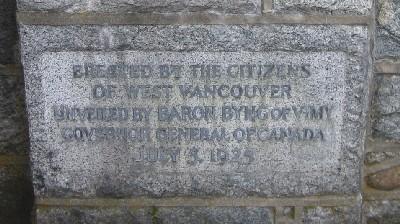 ERECTED BY THE CITIZENS
OF WEST VANCOUVER
UNVEILED BY BARON BYNG OF VIMY
GOVERNOR GENERAL OF CANADA
JULY 3, 1925